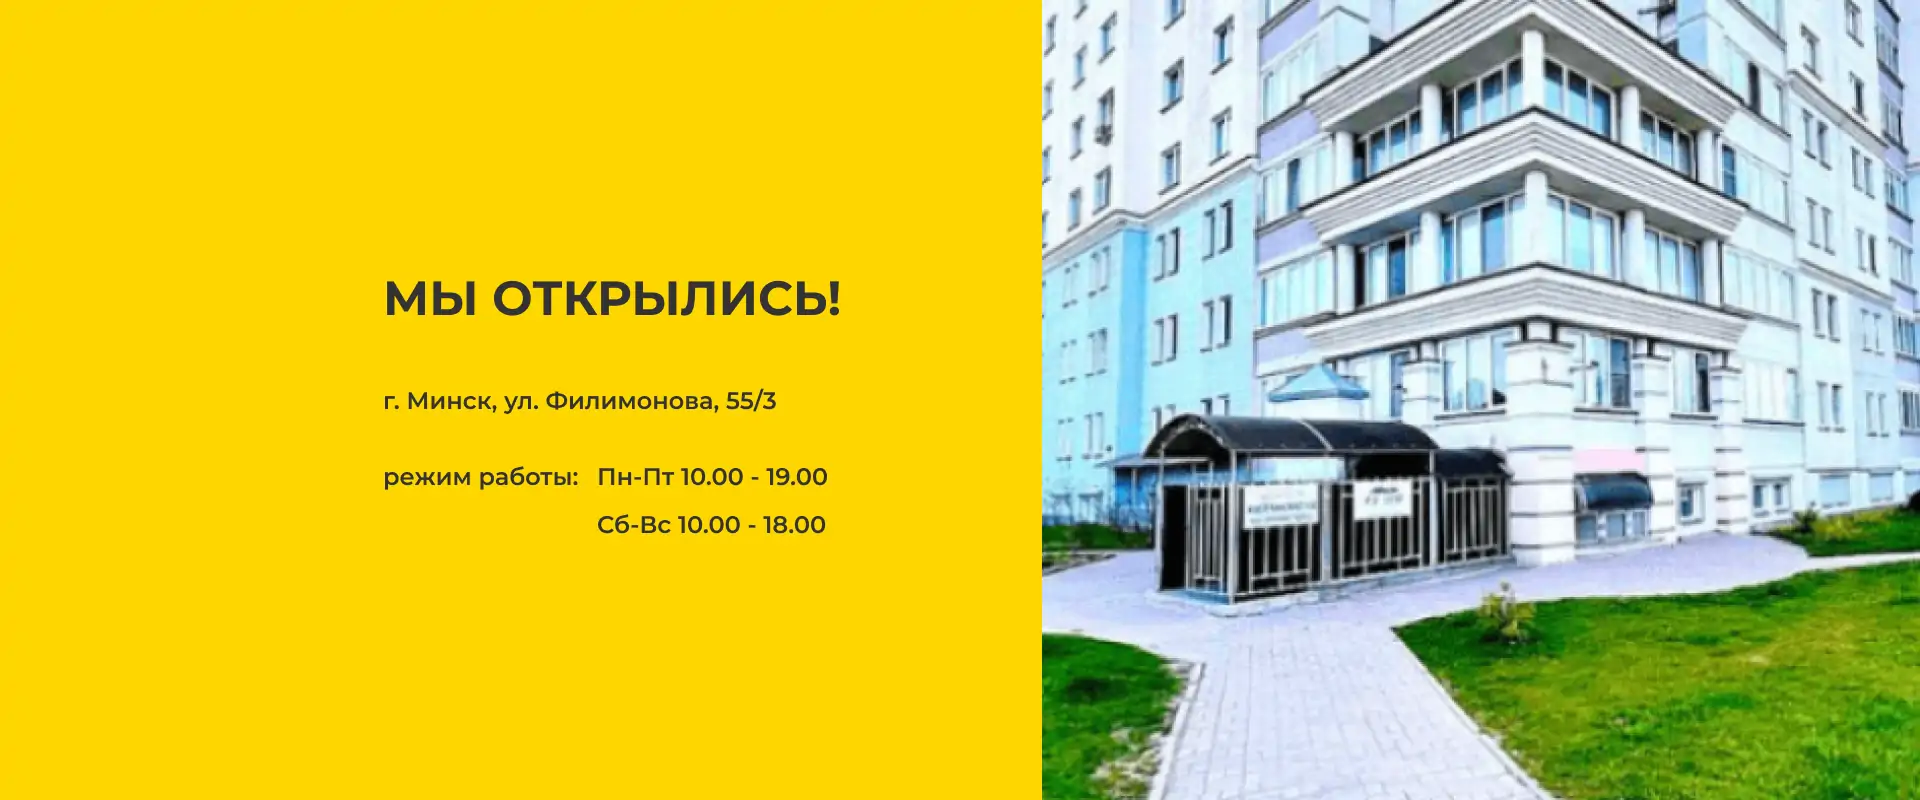 МЫ ОТКРЫЛИСЬ!
г. Минск, ул. Филимонова, 55/3
режим работы: Пн-Пт 10.00 - 19.00
Сб-Вс 10.00 - 18.00